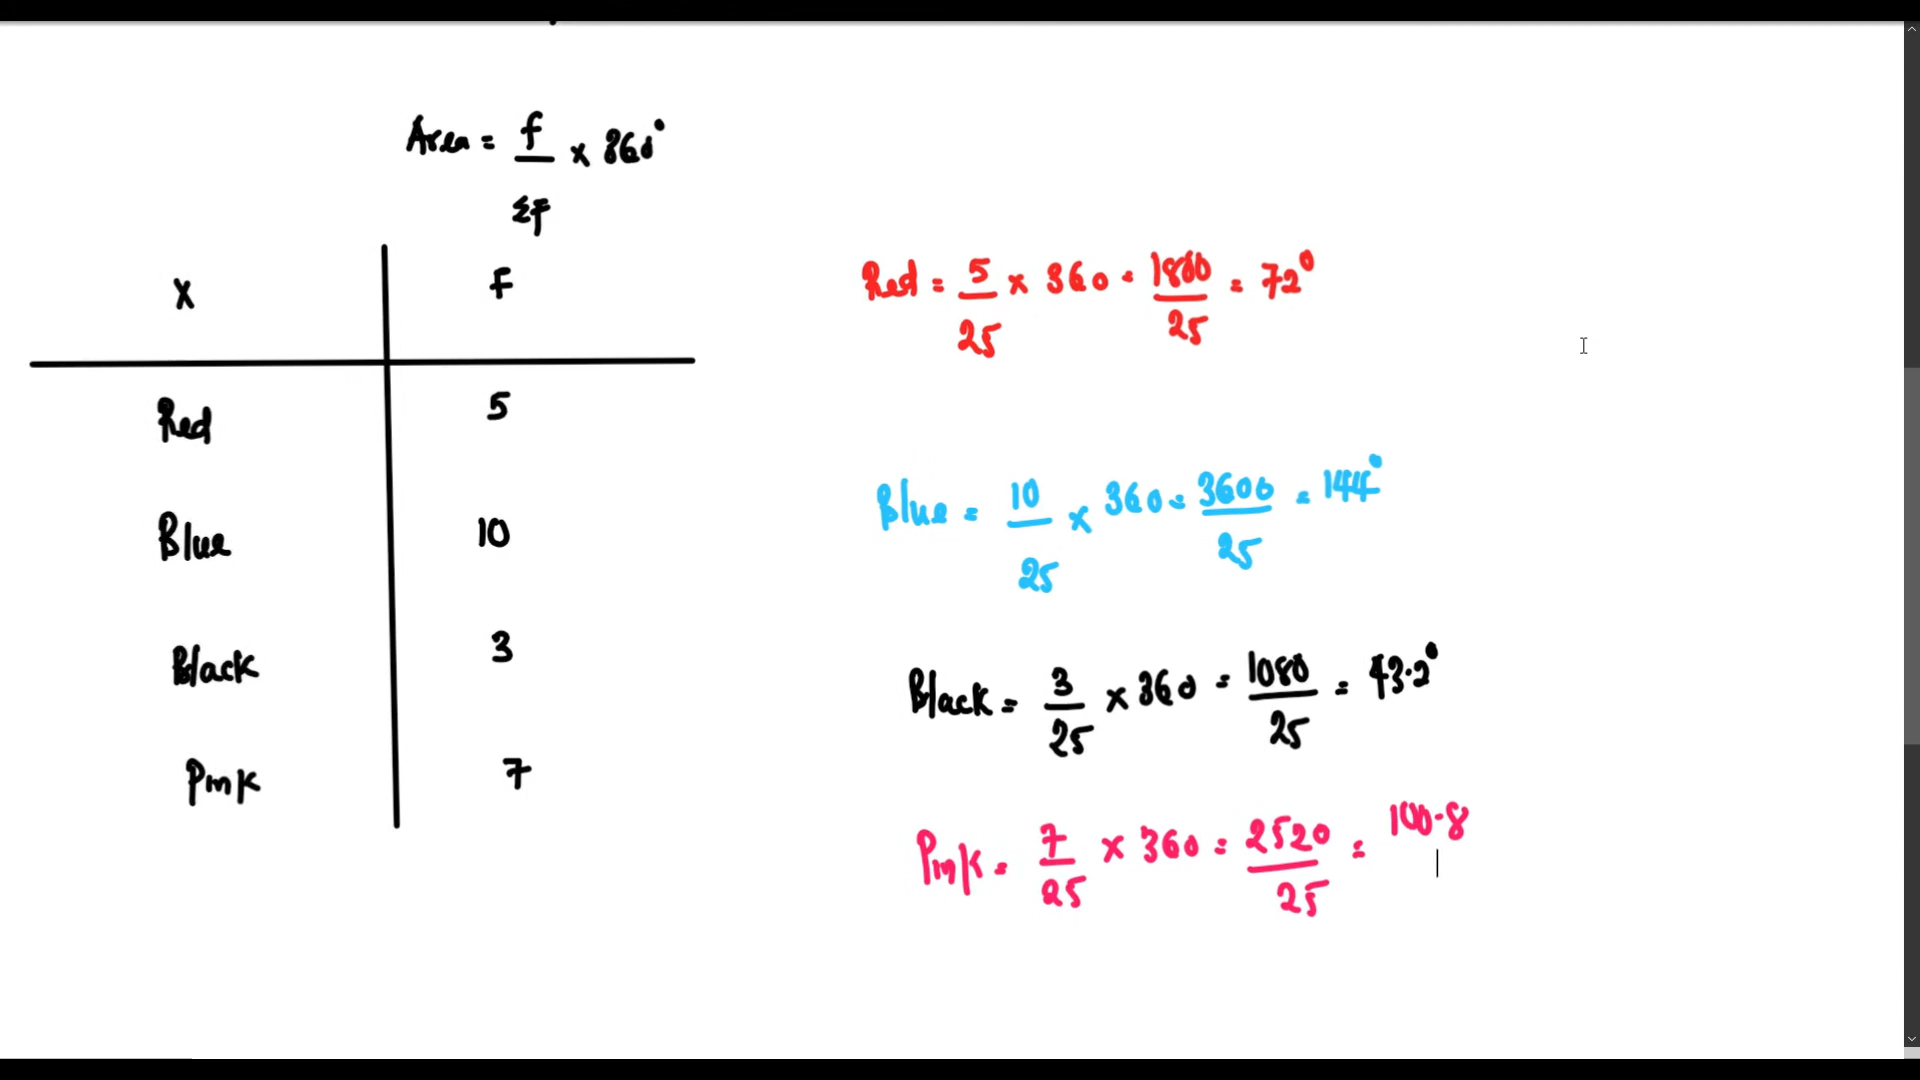 Area = f/Σf × 360°
X F
Red 5
Blue 10
Black 3
Pink 7
Red = 5/25 × 360 = 1800/25 = 72°
Blue = 10/25 × 360 = 3600/25 = 144°
Black = 3/25 × 360 = 1080/25 = 43.2°
Pink = 7/25 × 360 = 2520/25 = 100.8